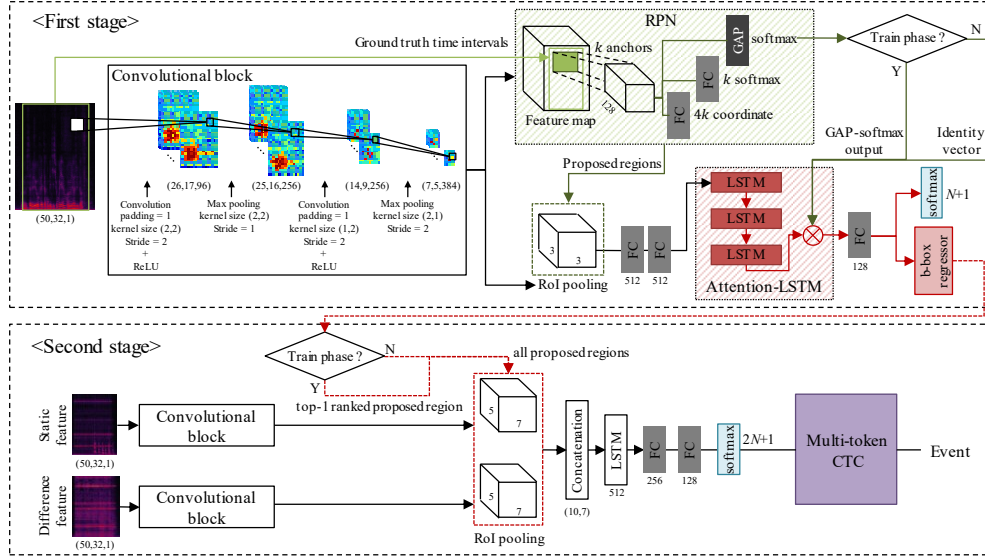 <First stage>
RPN
Ground truth time intervals
k anchors
GAP
softmax
Train phase ?
N
Y
Convolutional block
128
FC
k softmax
FC
4k coordinate
Feature map
(50,32,1)
(26,17,96)
(25,16,256)
(14,9,256)
(7,5,384)
Convolution
padding = 1
kernel size (2,2)
Stride = 2
+
ReLU
Max pooling
kernel size (2,2)
Stride = 1
Convolution
padding = 1
kernel size (1,2)
Stride = 2
+
ReLU
Max pooling
kernel size (2,1)
Stride = 2
Proposed regions
3
3
RoI pooling
FC
512
FC
512
LSTM
LSTM
LSTM
Attention-LSTM
GAP-softmax
output
Identity
vector
FC
128
softmax
N+1
b-box
regressor
<Second stage>
Train phase ?
N
Y
all proposed regions
top-1 ranked proposed region
Static
feature
(50,32,1)
Convolutional
block
Difference
feature
(50,32,1)
Convolutional
block
5
7
5
7
RoI pooling
Concatenation
(10,7)
LSTM
512
FC
256
FC
128
softmax
2N+1
Multi-token
CTC
Event